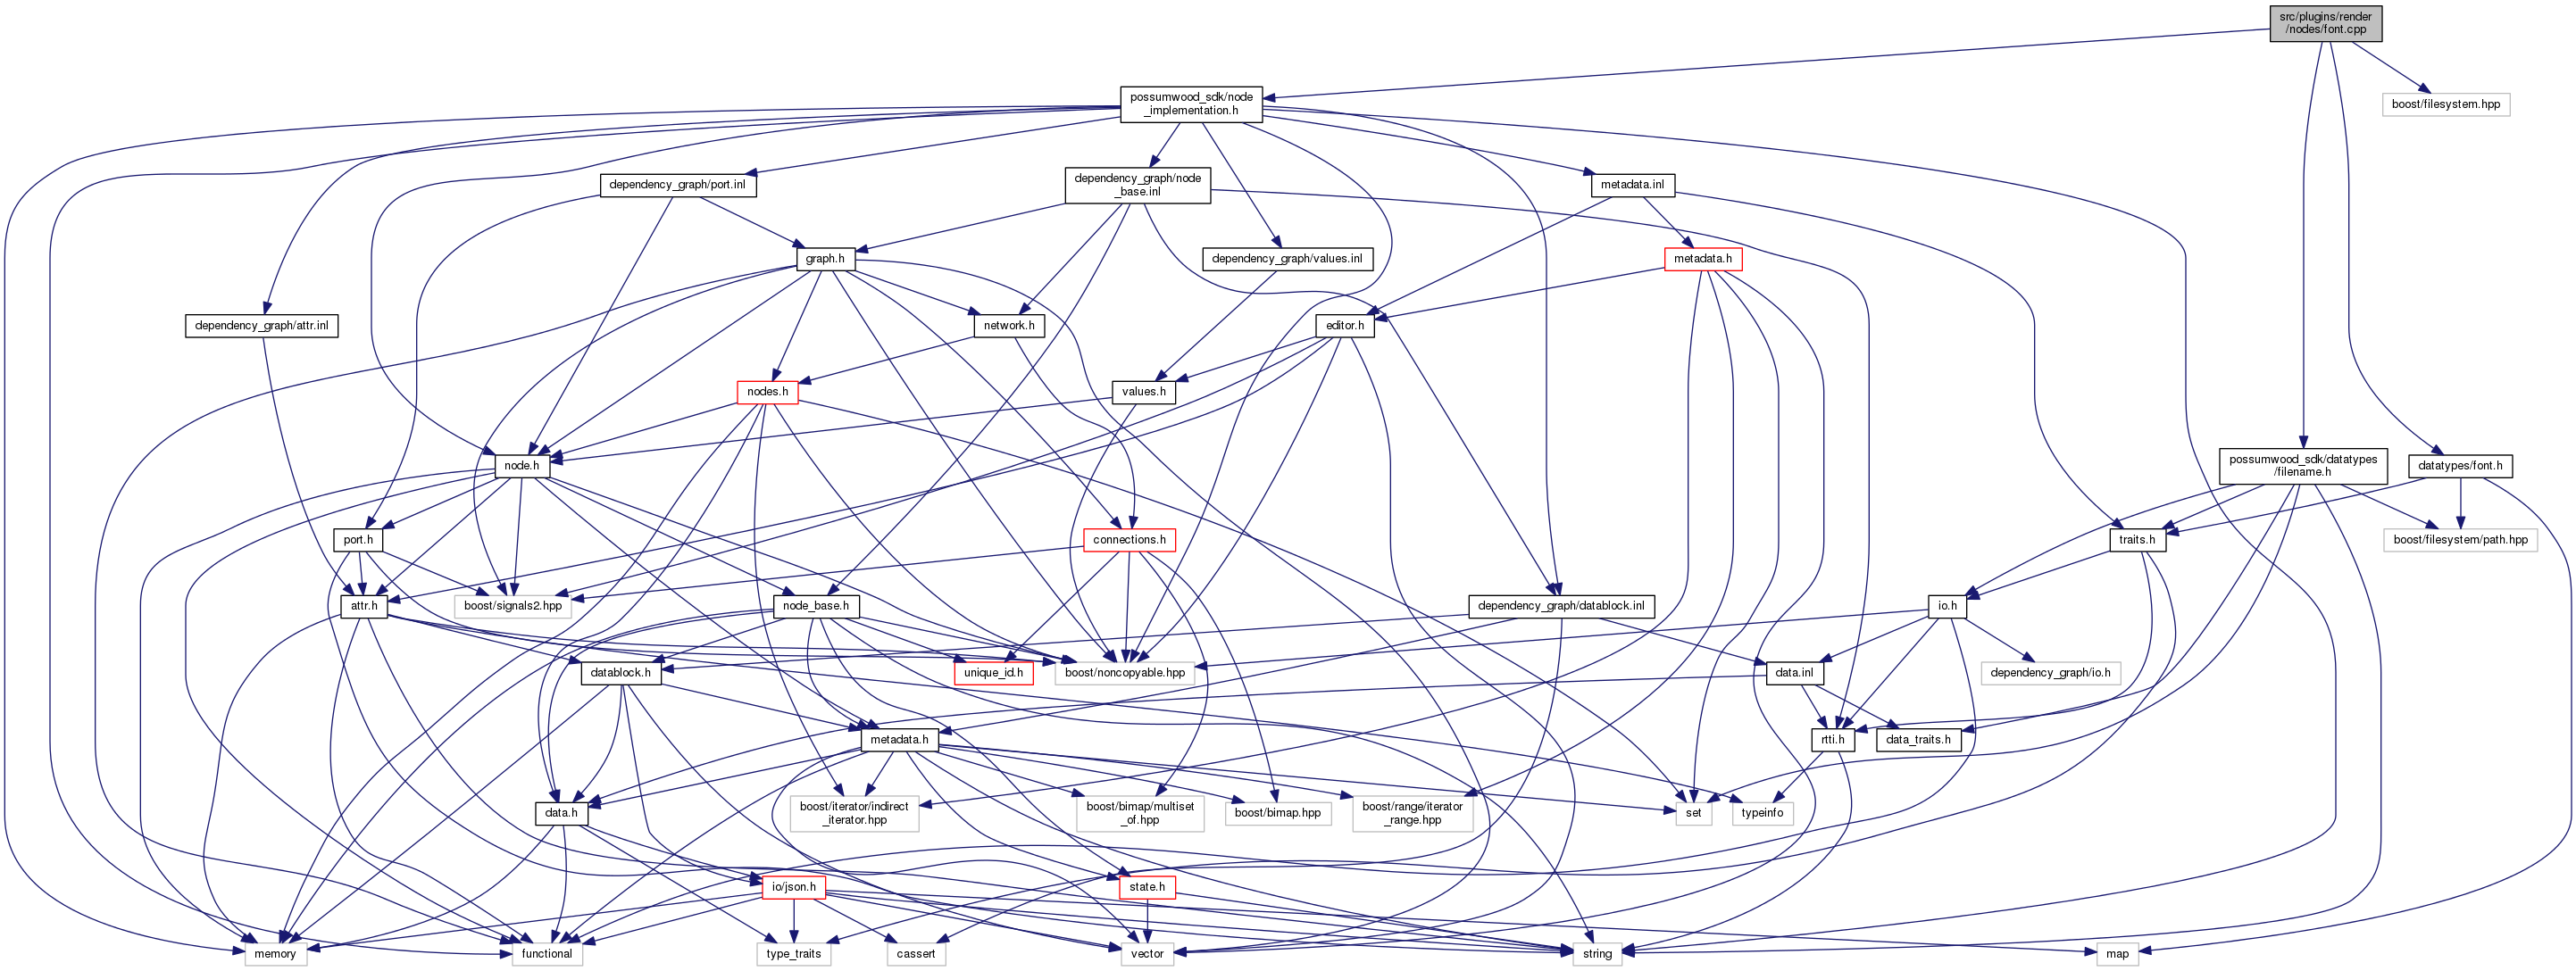 src/plugins/render
/nodes/font.cpp
possumwood_sdk/node
_implementation.h
boost/filesystem.hpp
dependency_graph/port.inl
dependency_graph/node
_base.inl
metadata.inl
graph.h
dependency_graph/values.inl
metadata.h
dependency_graph/attr.inl
network.h
editor.h
nodes.h
values.h
node.h
possumwood_sdk/datatypes
/filename.h
datatypes/font.h
port.h
connections.h
traits.h
boost/filesystem/path.hpp
attr.h
boost/signals2.hpp
node_base.h
dependency_graph/datablock.inl
io.h
datablock.h
unique_id.h
boost/noncopyable.hpp
data.inl
dependency_graph/io.h
metadata.h
rtti.h
data_traits.h
data.h
boost/iterator/indirect
_iterator.hpp
boost/bimap/multiset
_of.hpp
boost/bimap.hpp
boost/range/iterator
_range.hpp
set
typeinfo
io/json.h
state.h
memory
functional
type_traits
cassert
vector
string
map